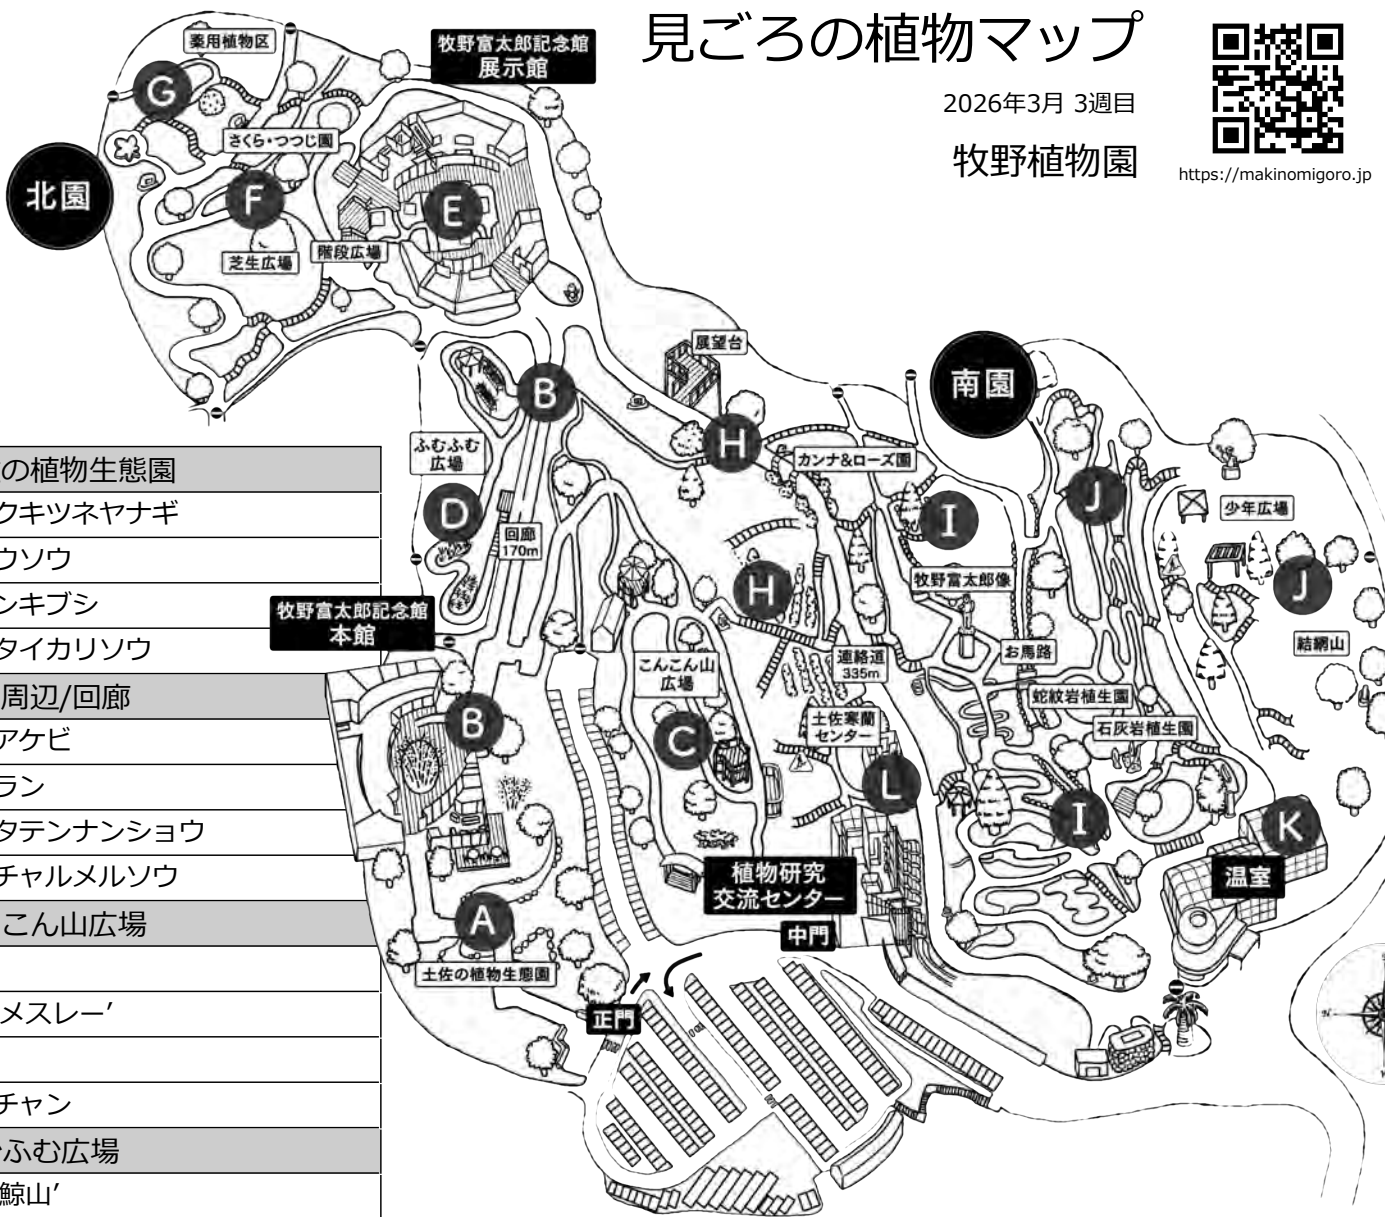 見ごろの植物マップ
2026年3月 3週目
牧野植物園
https://makinomigoro.jp
薬用植物区
牧野富太郎記念館
展示館
G
さくら・つつじ園
北園
F
E
芝生広場
階段広場
展望台
南園
B
H
ふむふむ
広場
カンナ&ローズ園
D
回廊
170m
I
J
少年広場
牧野富太郎像
H
J
牧野富太郎記念館
本館
こんこん山
広場
連絡道
335m
お馬路
結網山
蛇紋岩植生園
B
C
土佐寒蘭
センター
石灰岩植生園
L
I
K
植物研究
交流センター
温室
中門
A
土佐の植物生態園
正門
の植物生態園
クキツネヤナギ
ウソウ
ンキブシ
タイカリソウ
周辺/回廊
アケビ
ラン
タテンナンショウ
チャルメルソウ
こん山広場
メスレー’
チャン
ふむ広場
鯨山’